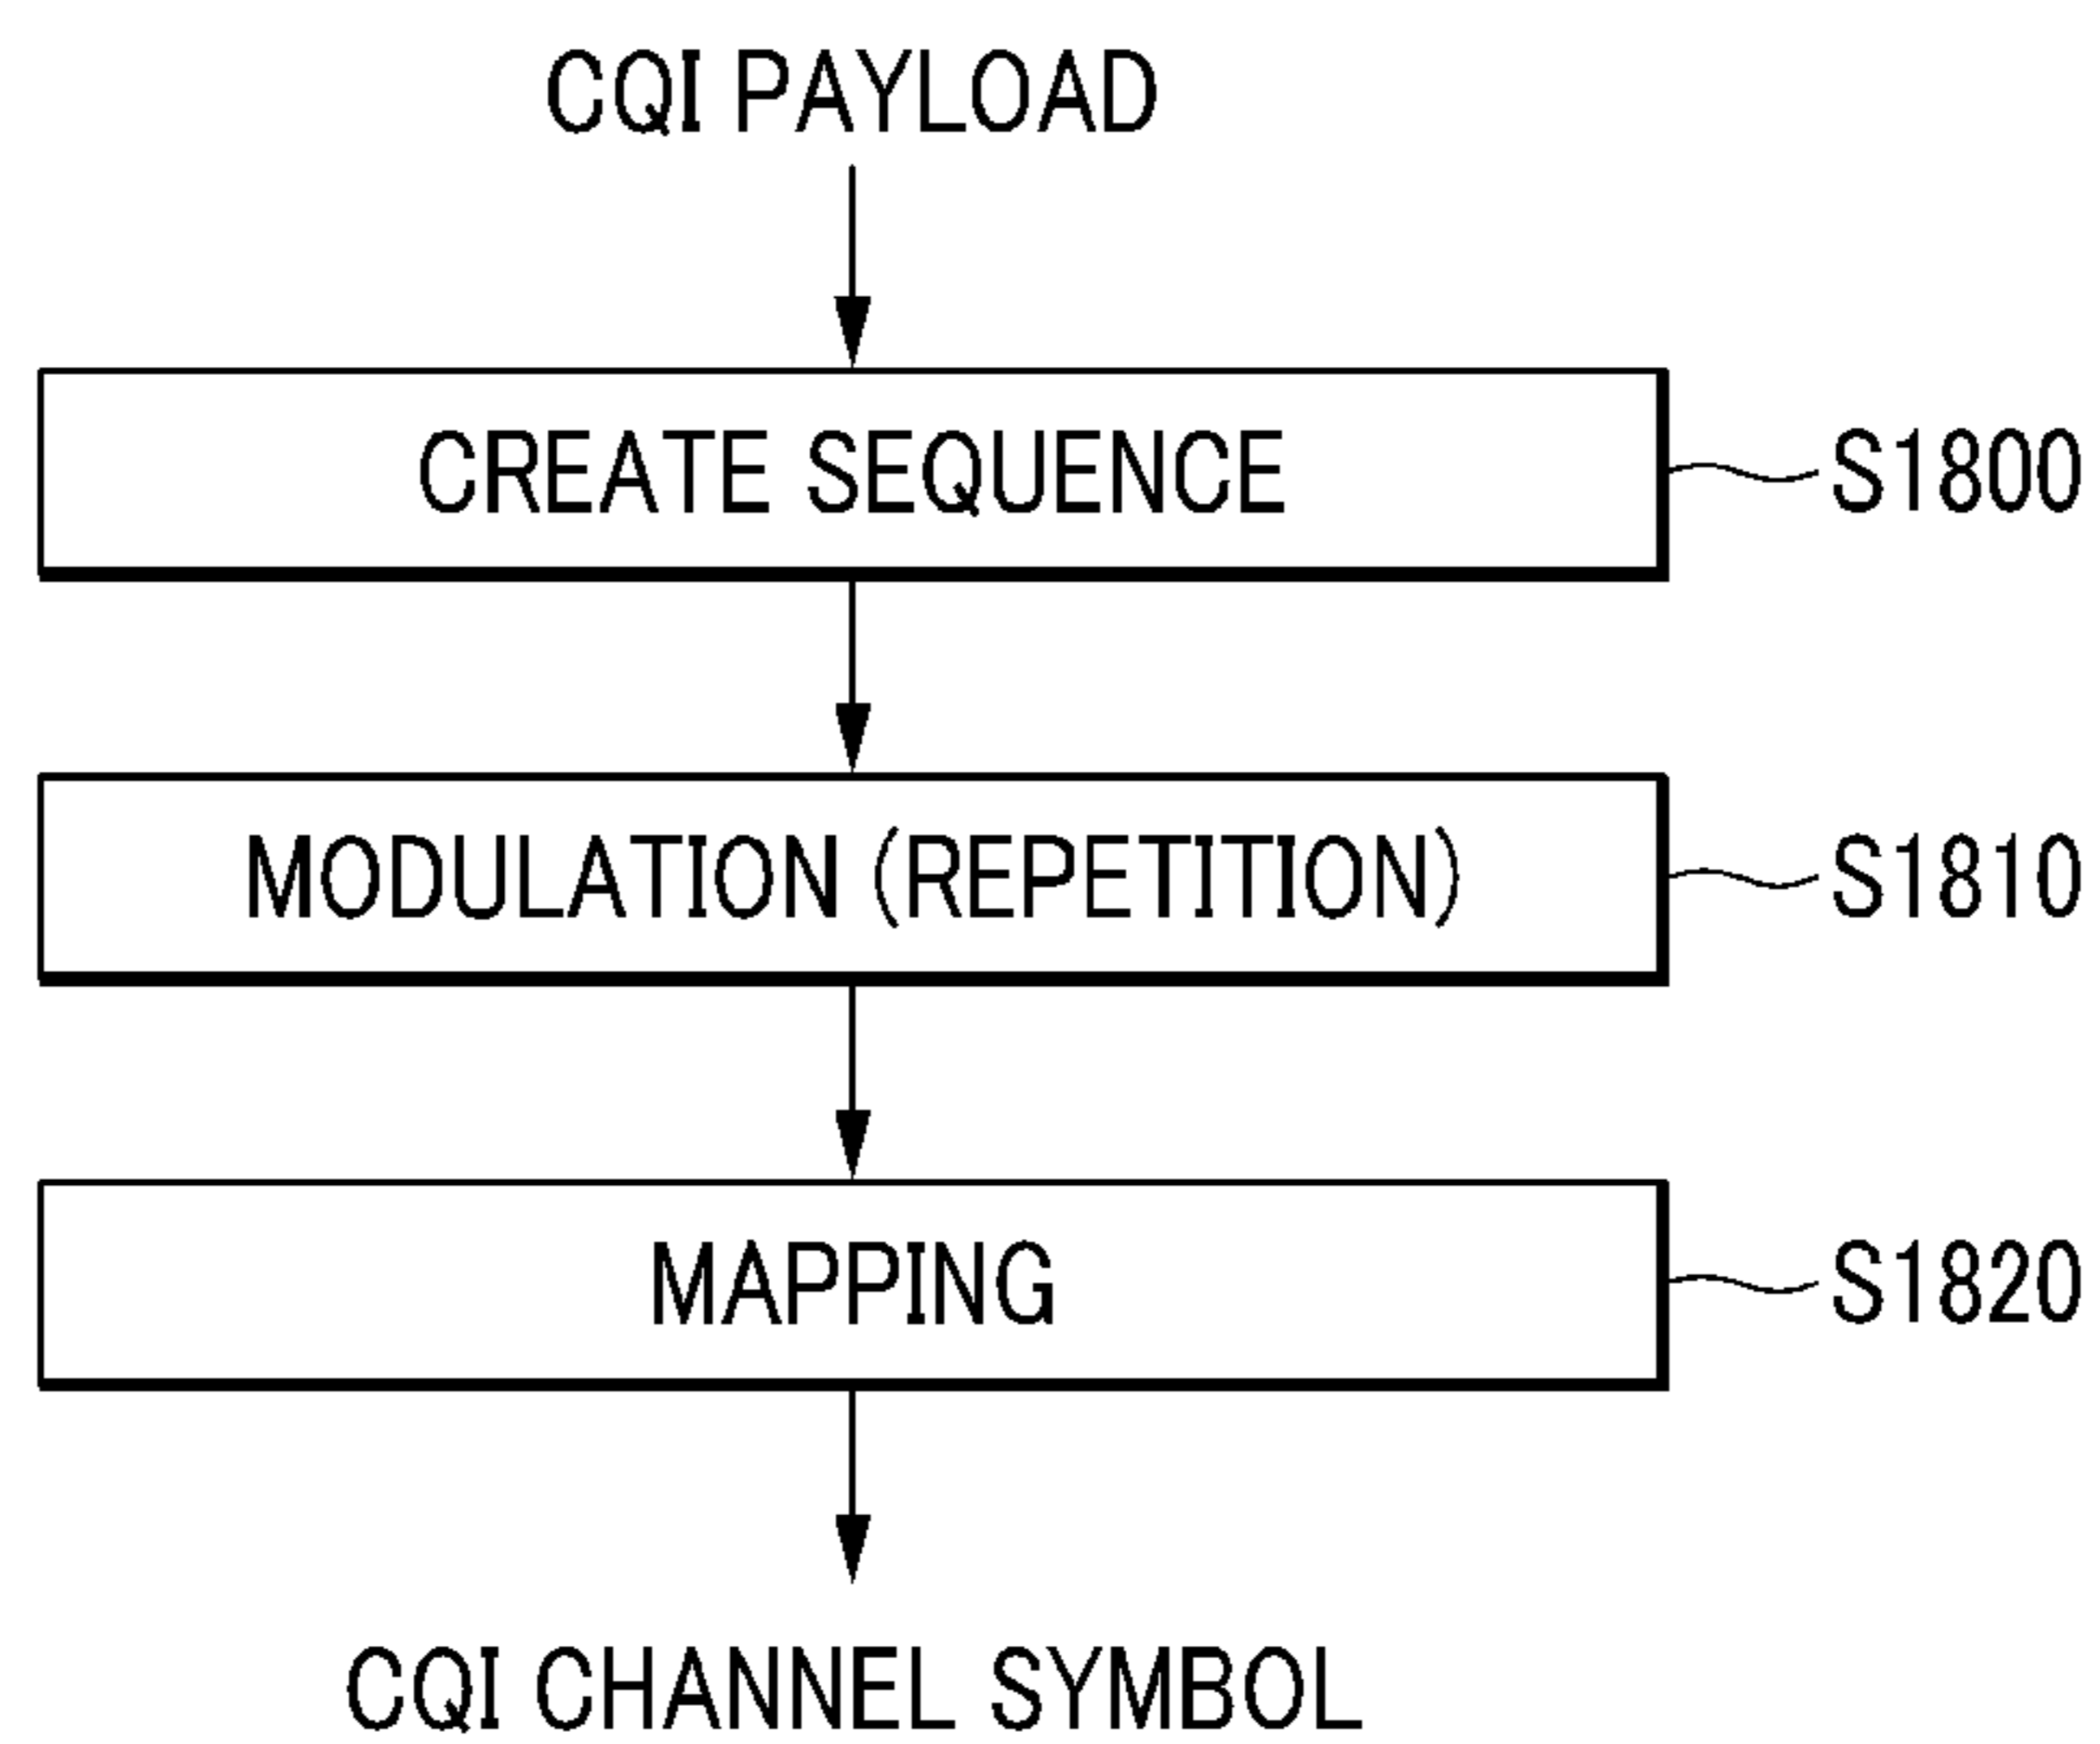 CQI PAYLOAD
CREATE SEQUENCE
S1800
MODULATION (REPETITION)
S1810
MAPPING
S1820
CQI CHANNEL SYMBOL